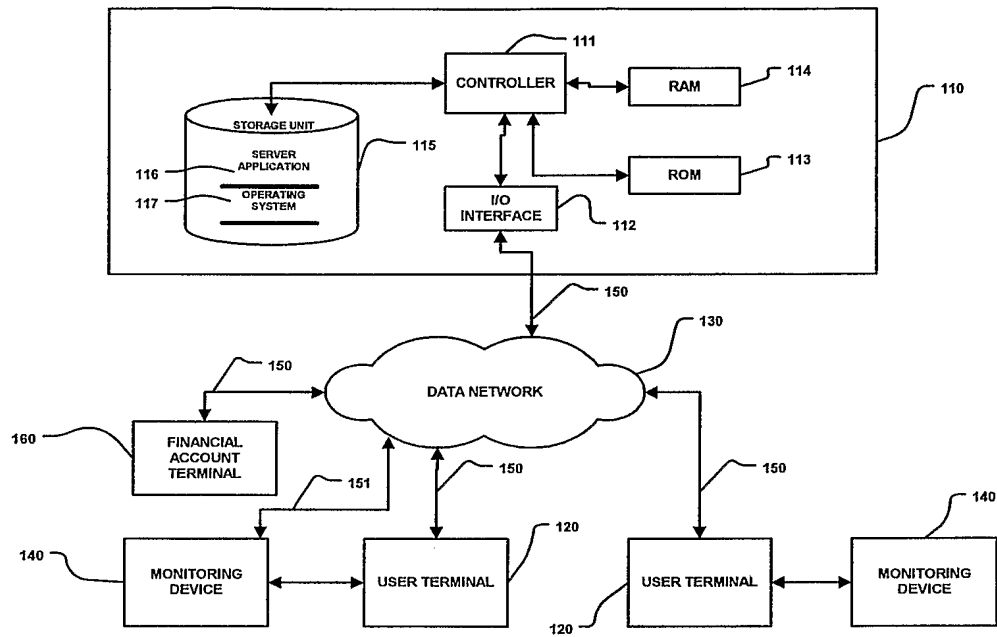 111
CONTROLLER
RAM
114
110
STORAGE UNIT
SERVER
APPLICATION
115
116
OPERATING
SYSTEM
117
ROM
113
I/O
INTERFACE
112
150
130
150
DATA NETWORK
160
FINANCIAL
ACCOUNT
TERMINAL
150
150
151
120
140
140
MONITORING
DEVICE
USER TERMINAL
USER TERMINAL
MONITORING
DEVICE
120